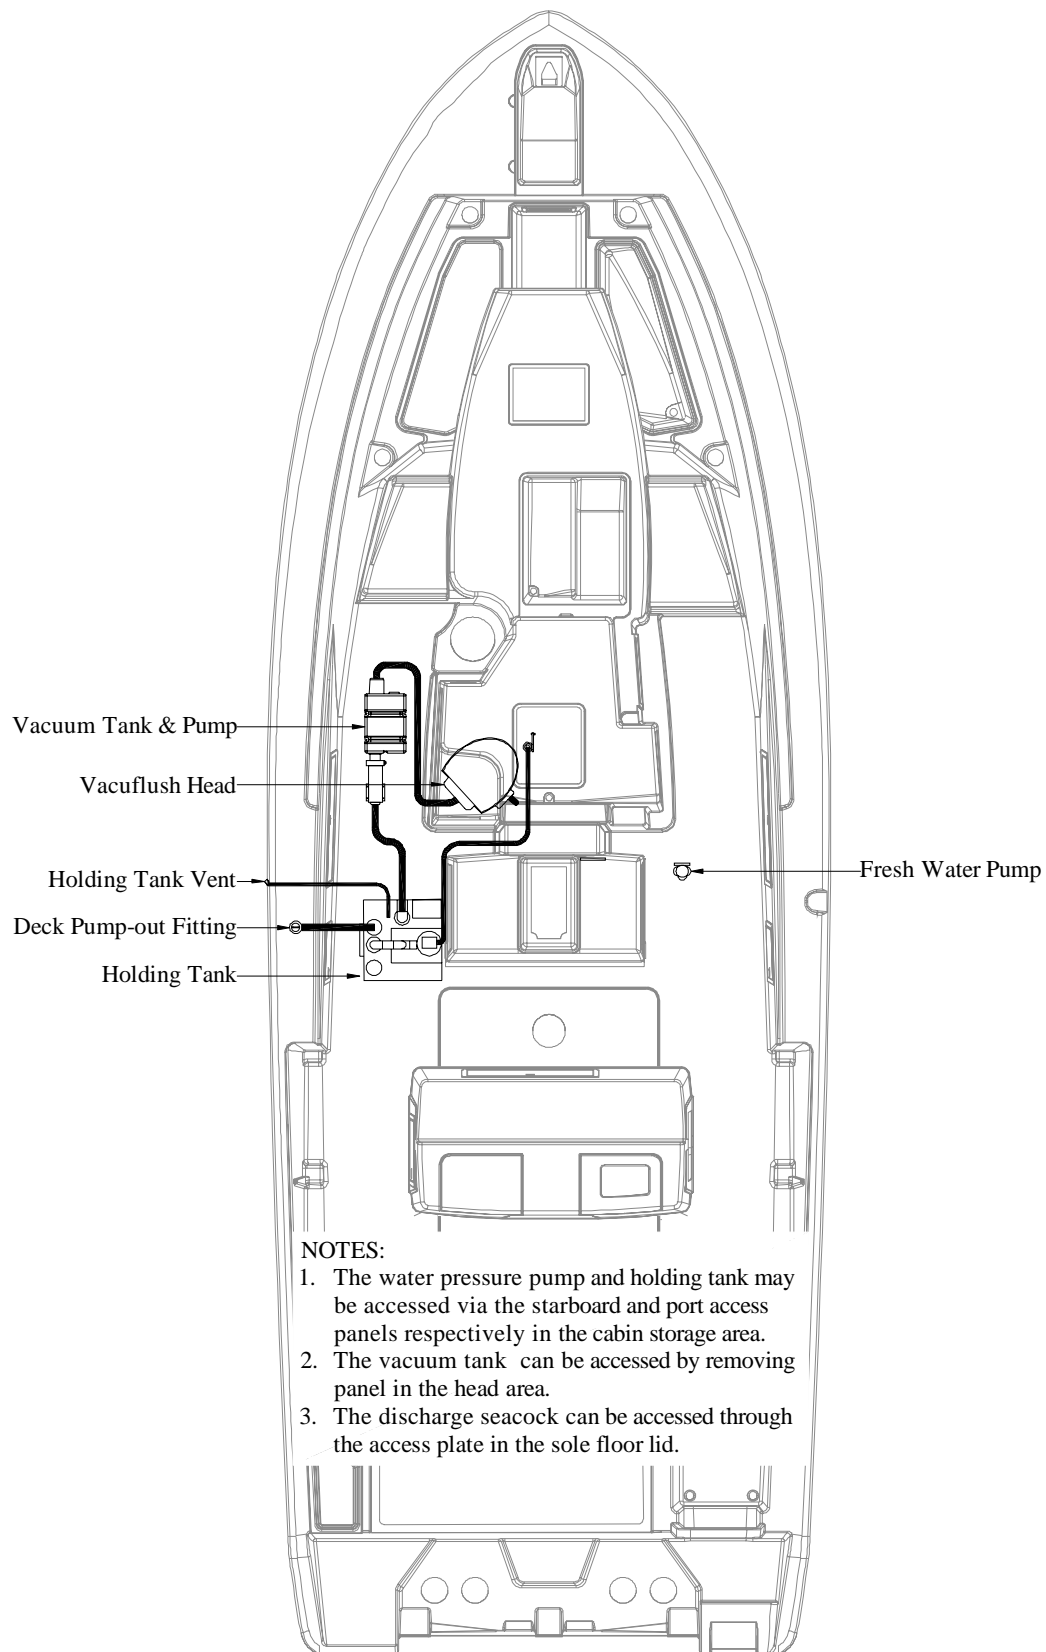 Vacuum Tank & Pump
Vacuflush Head
Holding Tank Vent
Fresh Water Pump
Deck Pump-out Fitting
Holding Tank
NOTES:
1. The water pressure pump and holding tank may
be accessed via the starboard and port access
panels respectively in the cabin storage area.
2. The vacuum tank can be accessed by removing
panel in the head area.
3. The discharge seacock can be accessed through
the access plate in the sole floor lid.